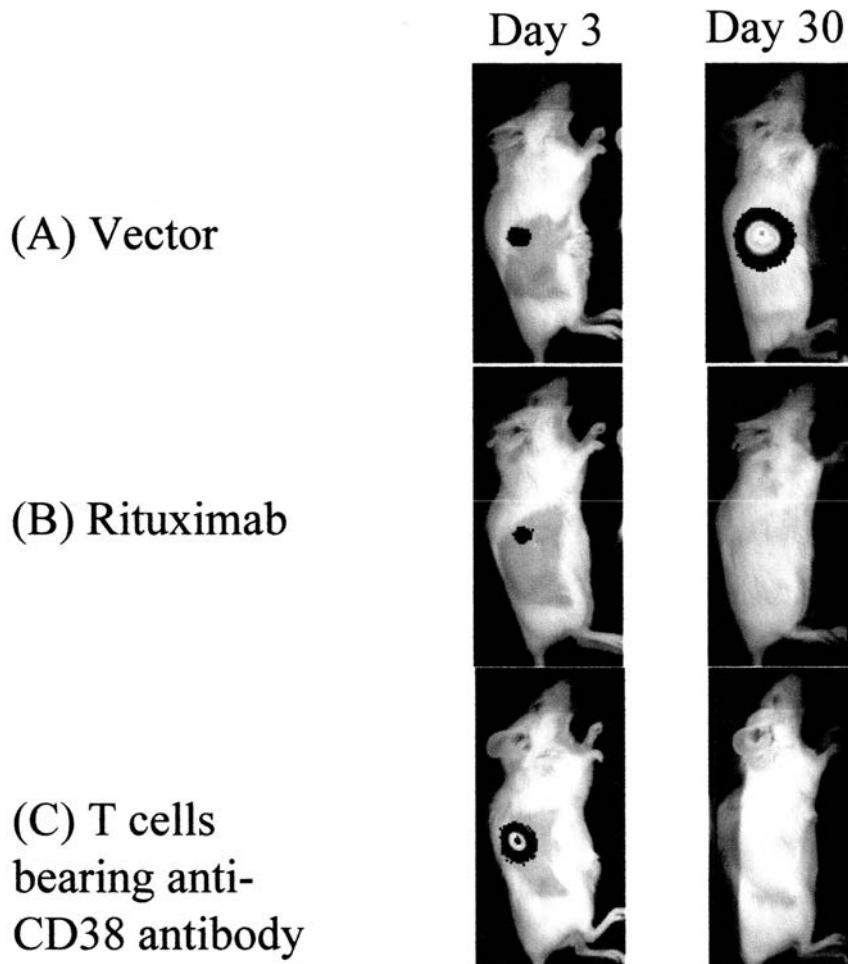 Day 3 Day 30
(A) Vector
(B) Rituximab
(C) T cells
bearing anti-
CD38 antibody